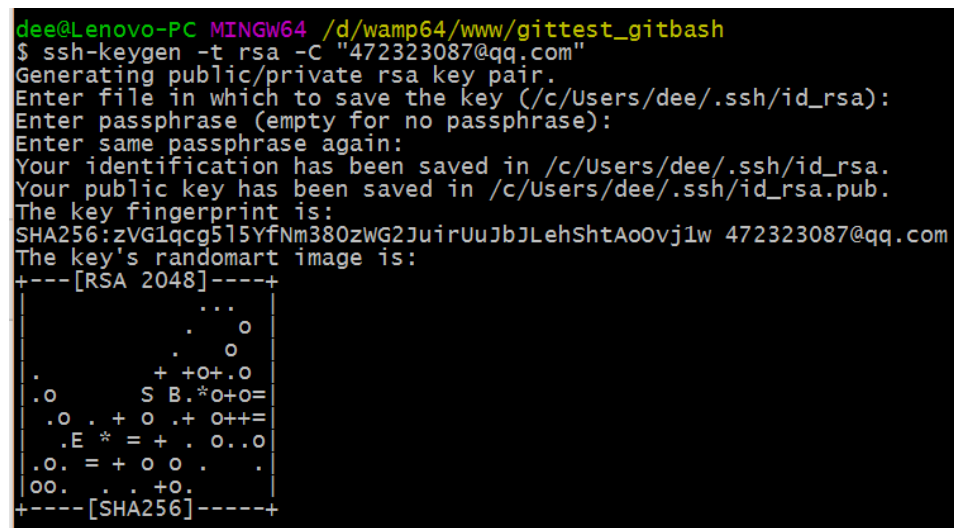 dee@Lenovo-PC MINGW64 /d/wamp64/www/gittest_gitbash
$ ssh-keygen -t rsa -C "472323087@qq.com"
Generating public/private rsa key pair.
Enter file in which to save the key (/c/Users/dee/.ssh/id_rsa):
Enter passphrase (empty for no passphrase):
Enter same passphrase again:
Your identification has been saved in /c/Users/dee/.ssh/id_rsa.
Your public key has been saved in /c/Users/dee/.ssh/id_rsa.pub.
The key fingerprint is:
SHA256:zVG1qcg5l5YfNm38OzWG2JuirUuJbJLehShtAoOvj1w 472323087@qq.com
The key's randomart image is:
+---[RSA 2048]----+
|            ...  |
|           .   o |
|          .   o  |
|.        + +o+.o |
|.o      S B.*o+o=|
| .o . + o .+ o++=|
|  .E * = + . o..o|
|.o. = + o o .   .|
|oo.  . . +o.     |
+----[SHA256]-----+